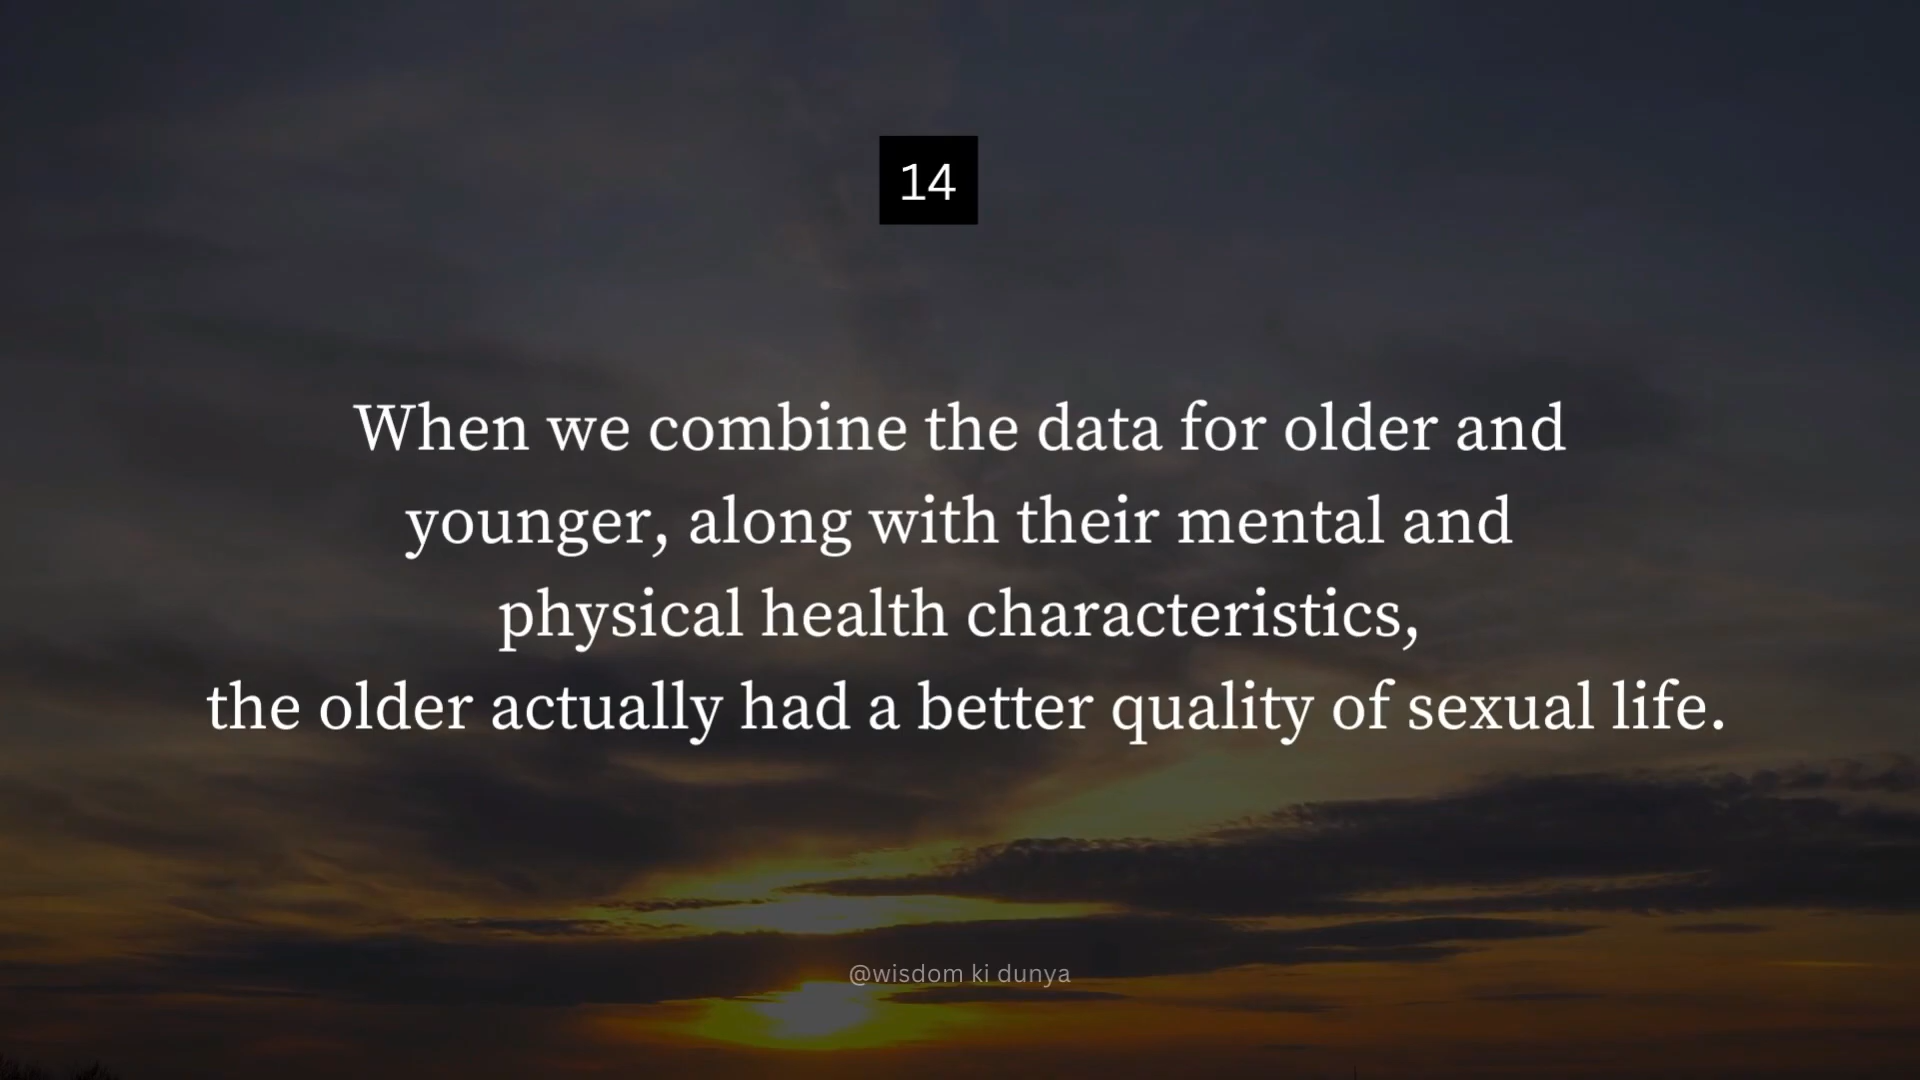 14
When we combine the data for older and
younger, along with their mental and
physical health characteristics,
the older actually had a better quality of sexual life.
@wisdom ki dunya